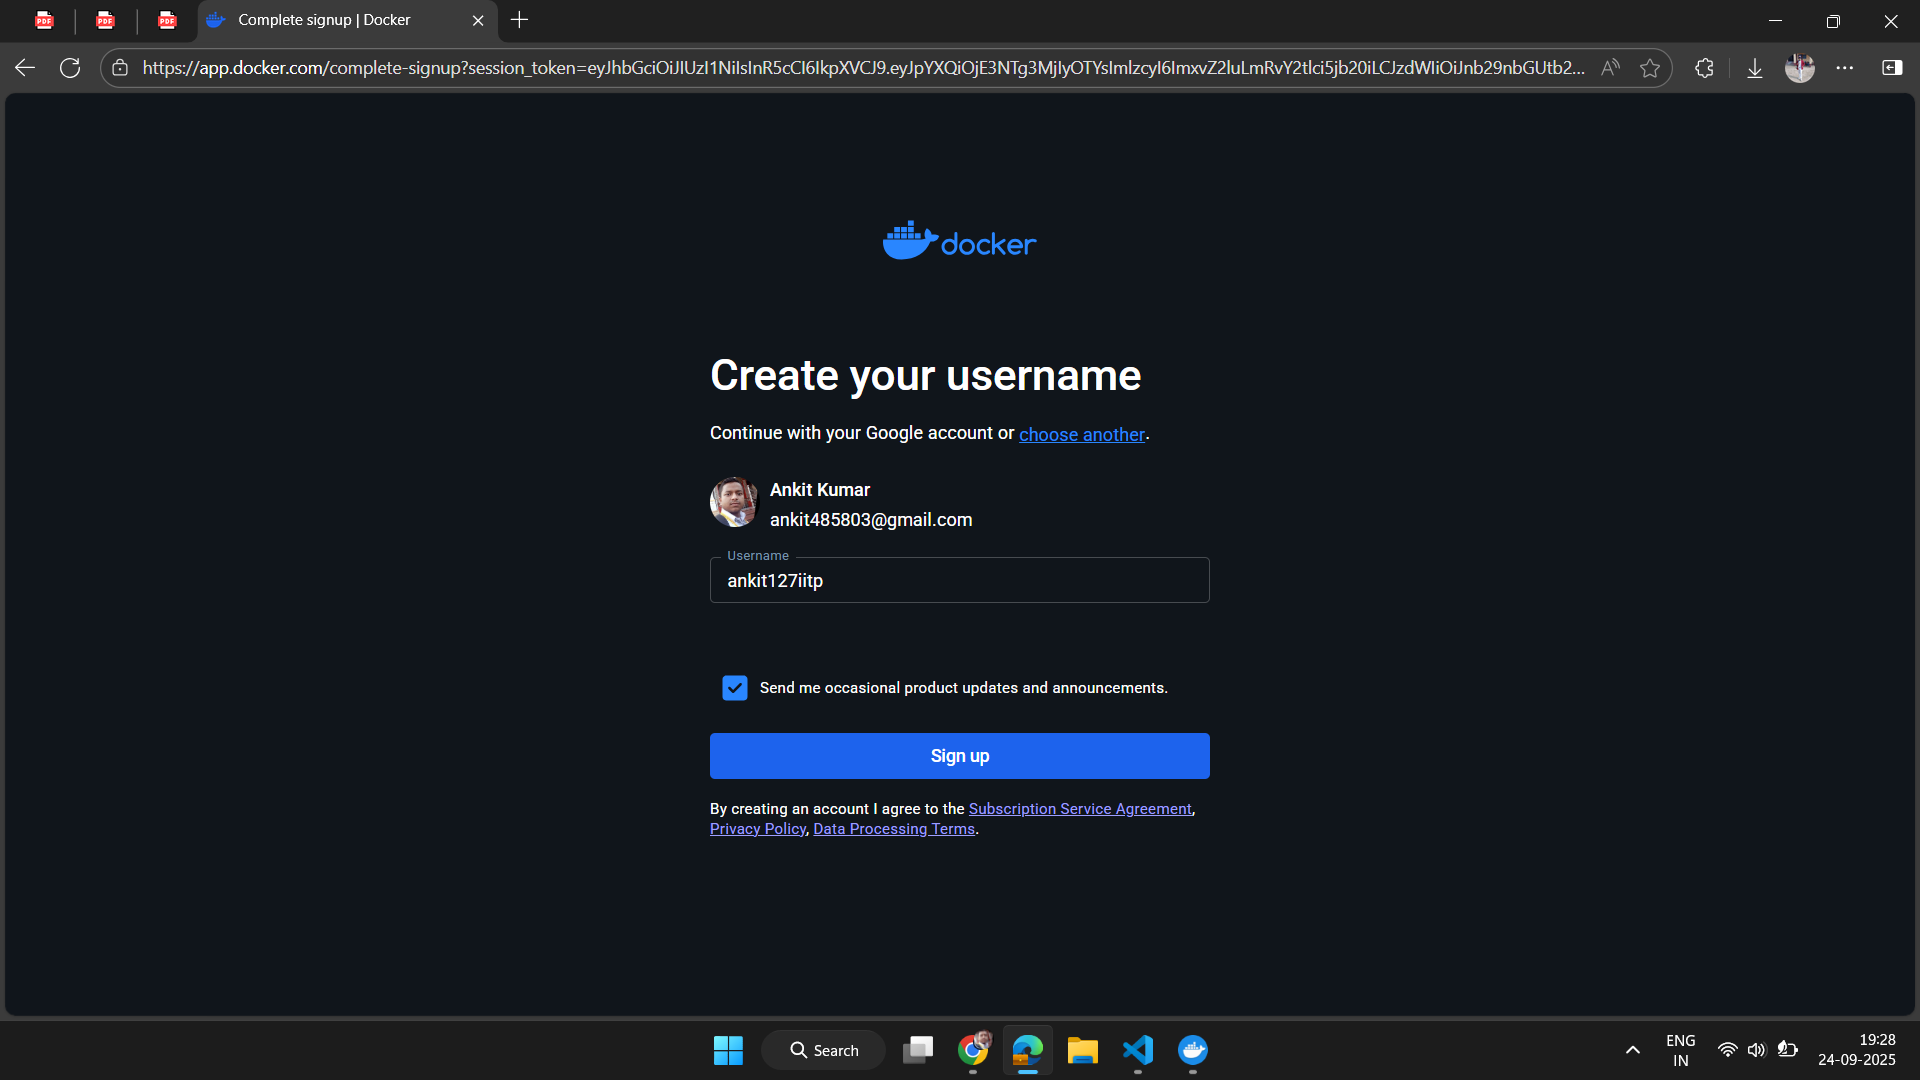 PDF
PDF
PDF
Complete signup | Docker
https://app.docker.com/complete-signup?session_token=eyJhbGciOiJIUzI1NiIsInR5cCI6IkpXVCJ9.eyJpYXQiOjE3NTg3MjIyOTYsImlzcyI6ImxvZ2luLmRvY2tlci5jb20iLCJzdWIiOiJnb29nbGUtb2...
docker
Create your username
Continue with your Google account or choose another.
Ankit Kumar
ankit485803@gmail.com
Username
ankit127iitp
Send me occasional product updates and announcements.
Sign up
By creating an account I agree to the Subscription Service Agreement,
Privacy Policy, Data Processing Terms.
Search
ENG
IN
19:28
24-09-2025